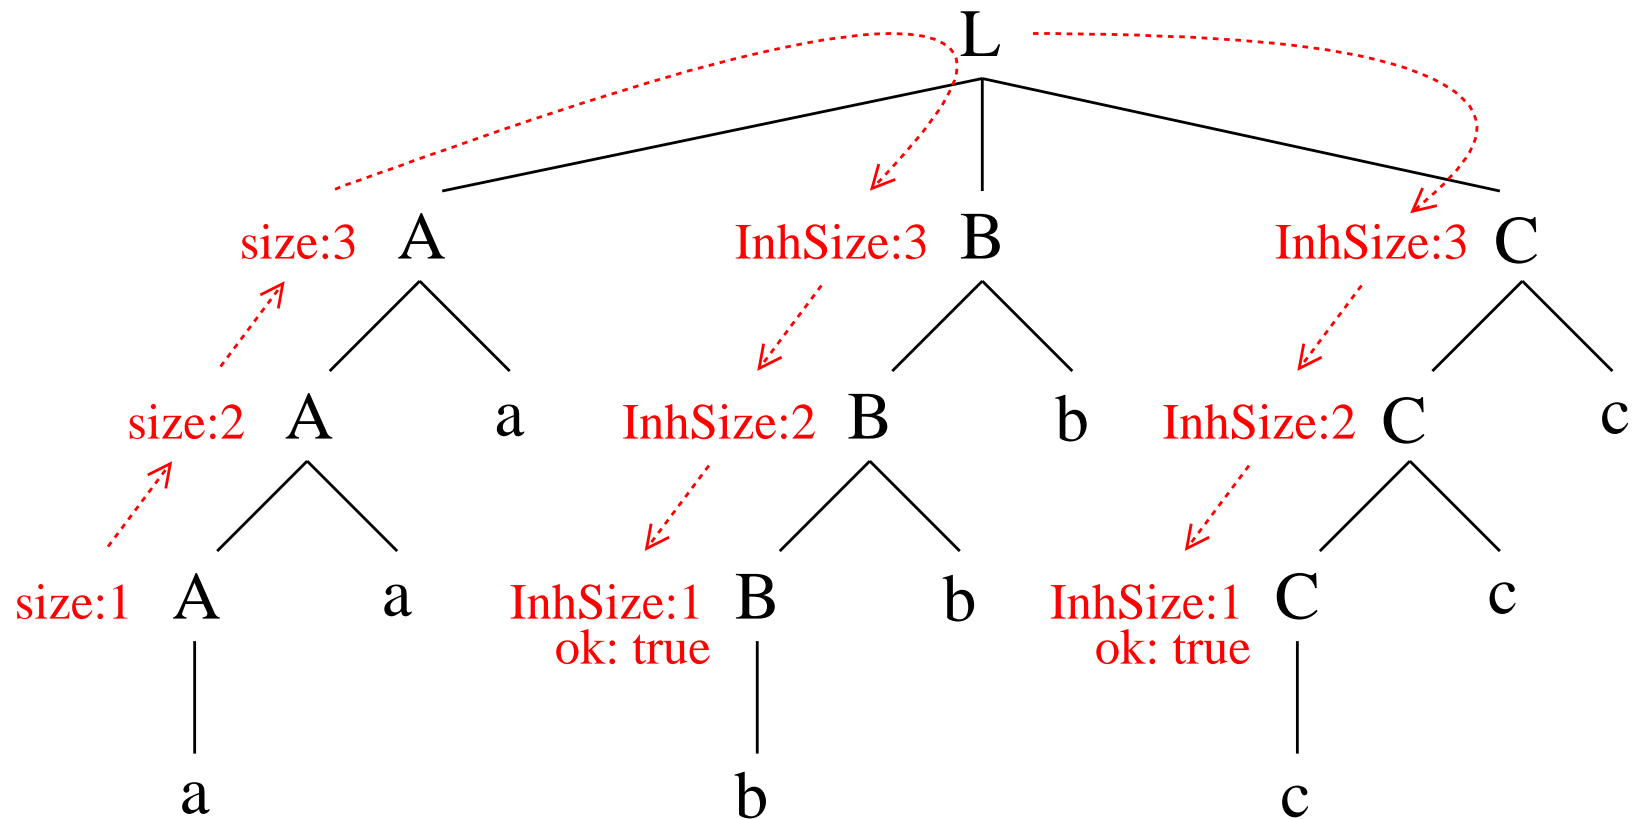 L
size:3 A InhSize:3 B InhSize:3 C
size:2 A a InhSize:2 B b InhSize:2 C c
size:1 A a InhSize:1 B b InhSize:1 C c
ok: true ok: true
a b c